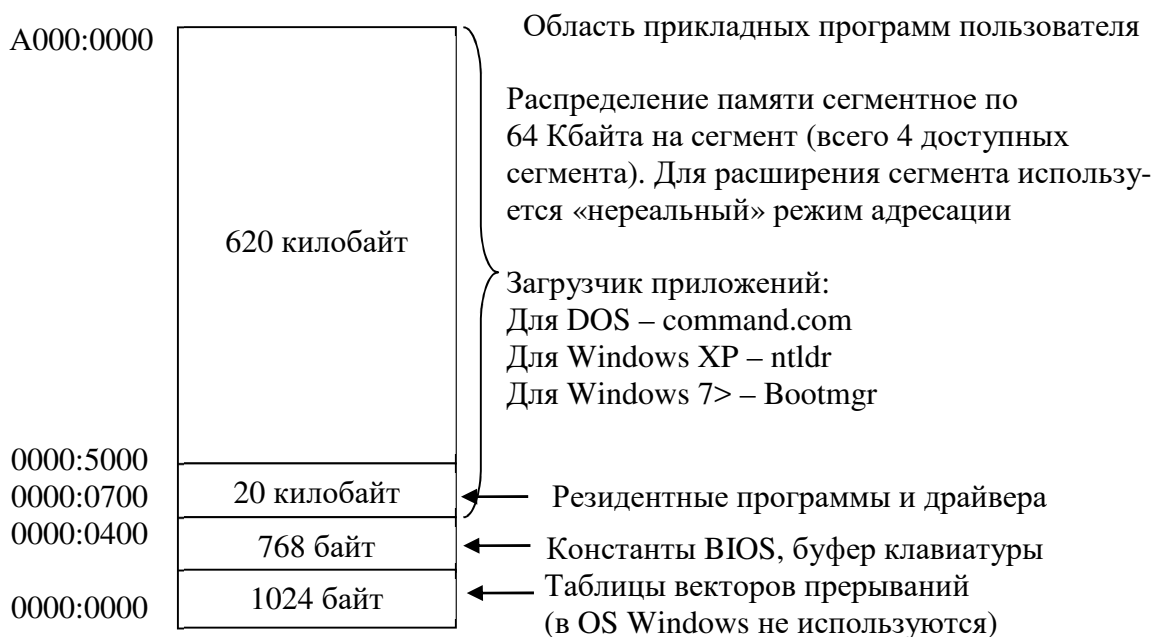 A000:0000
Область прикладных программ пользователя
Распределение памяти сегментное по
64 Кбайта на сегмент (всего 4 доступных
сегмента). Для расширения сегмента использу-
ется «нереальный» режим адресации
620 килобайт
Загрузчик приложений:
Для DOS – command.com
Для Windows XP – ntldr
Для Windows 7> – Bootmgr
0000:5000
0000:0700
20 килобайт
Резидентные программы и драйвера
0000:0400
768 байт
Константы BIOS, буфер клавиатуры
0000:0000
1024 байт
Таблицы векторов прерываний
(в OS Windows не используются)